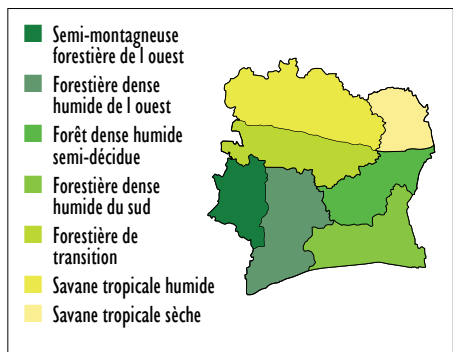 Semi-montagneuse
forestière de l ouest
Forestière dense
humide de l ouest
Forêt dense humide
semi-décidue
Forestière dense
humide du sud
Forestière de
transition
Savane tropicale humide
Savane tropicale sèche